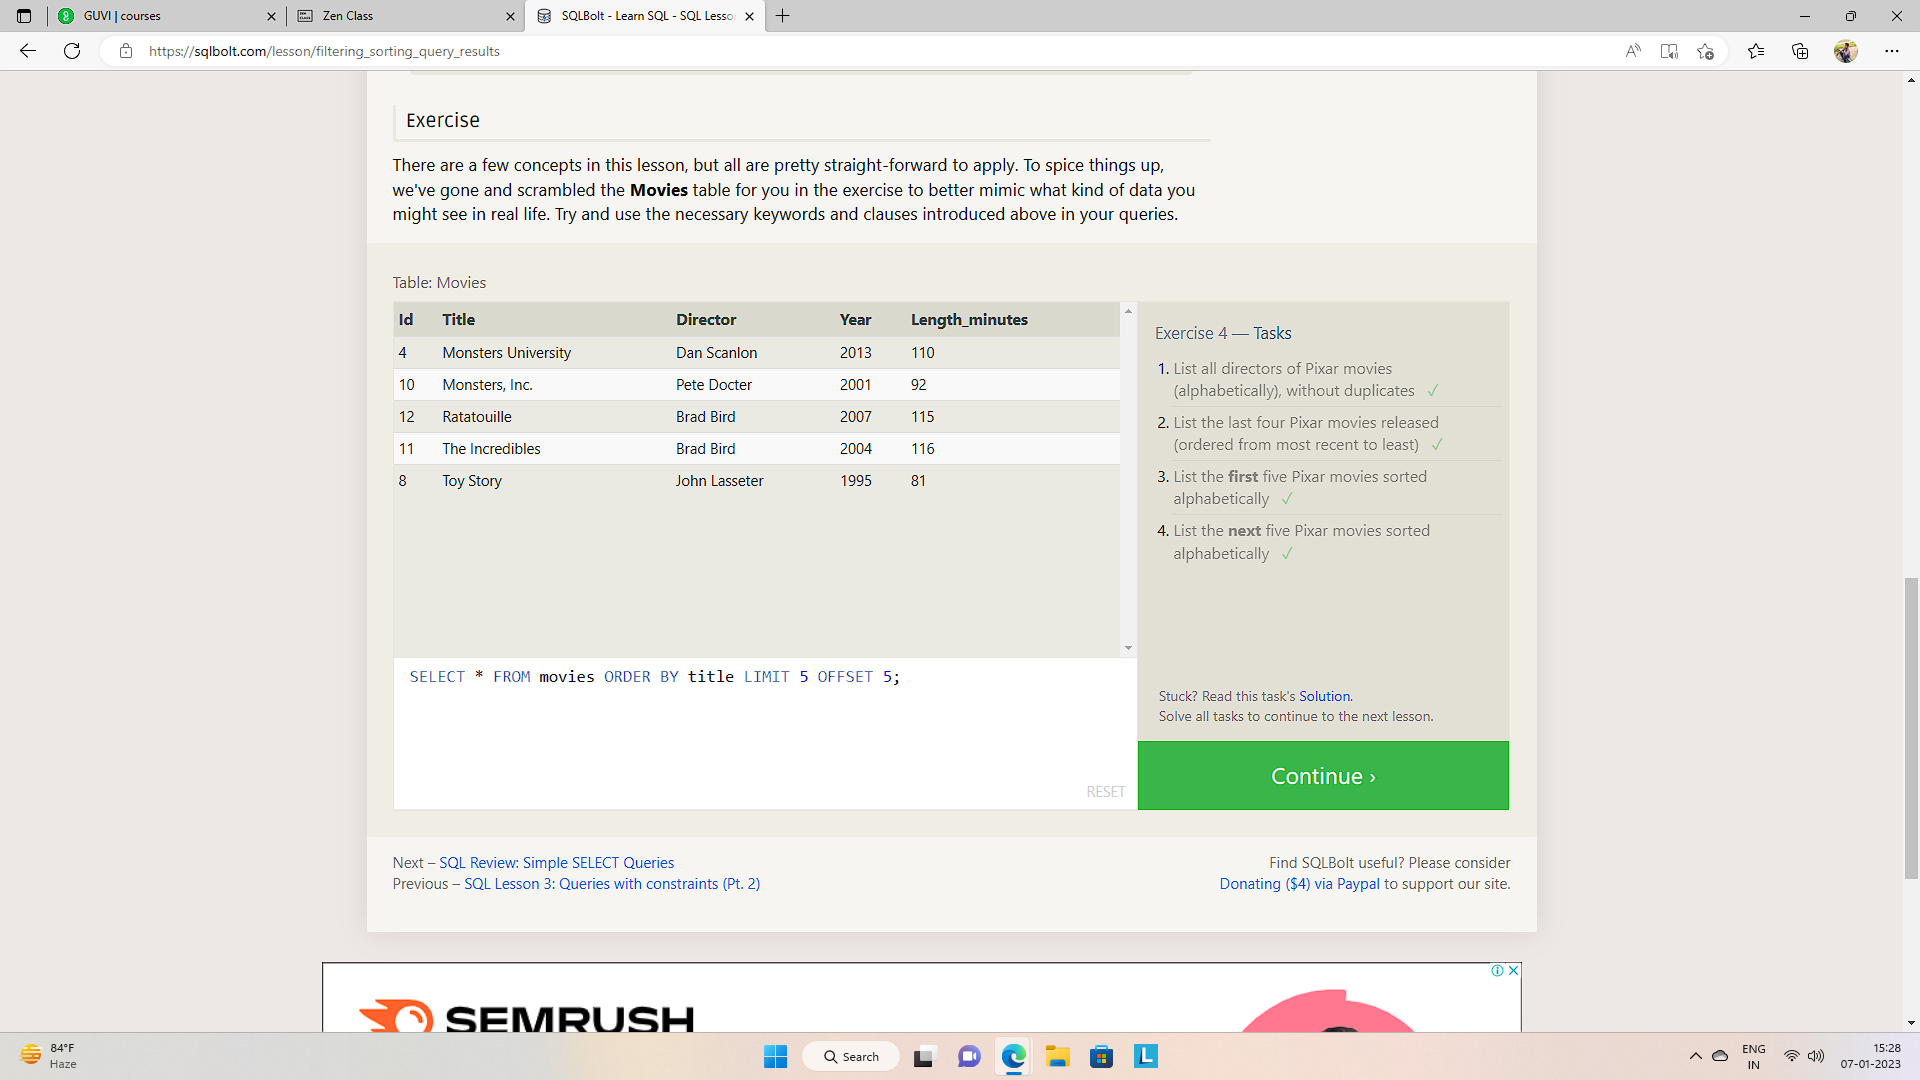 GUVI | courses
Zen Class
SQLBolt - Learn SQL - SQL Lesso
https://sqlbolt.com/lesson/filtering_sorting_query_results
Exercise
There are a few concepts in this lesson, but all are pretty straight-forward to apply. To spice things up,
we've gone and scrambled the Movies table for you in the exercise to better mimic what kind of data you
might see in real life. Try and use the necessary keywords and clauses introduced above in your queries.
Table: Movies
Id Title Director Year Length_minutes
4 Monsters University Dan Scanlon 2013 110
10 Monsters, Inc. Pete Docter 2001 92
12 Ratatouille Brad Bird 2007 115
11 The Incredibles Brad Bird 2004 116
8 Toy Story John Lasseter 1995 81
SELECT * FROM movies ORDER BY title LIMIT 5 OFFSET 5;
RESET
Exercise 4 — Tasks
1. List all directors of Pixar movies
(alphabetically), without duplicates ✓
2. List the last four Pixar movies released
(ordered from most recent to least) ✓
3. List the first five Pixar movies sorted
alphabetically ✓
4. List the next five Pixar movies sorted
alphabetically ✓
Stuck? Read this task's Solution.
Solve all tasks to continue to the next lesson.
Continue ›
Next – SQL Review: Simple SELECT Queries
Previous – SQL Lesson 3: Queries with constraints (Pt. 2)
Find SQLBolt useful? Please consider
Donating ($4) via Paypal to support our site.
SEMRUSH
84°F
Haze
Search
ENG
IN
15:28
07-01-2023